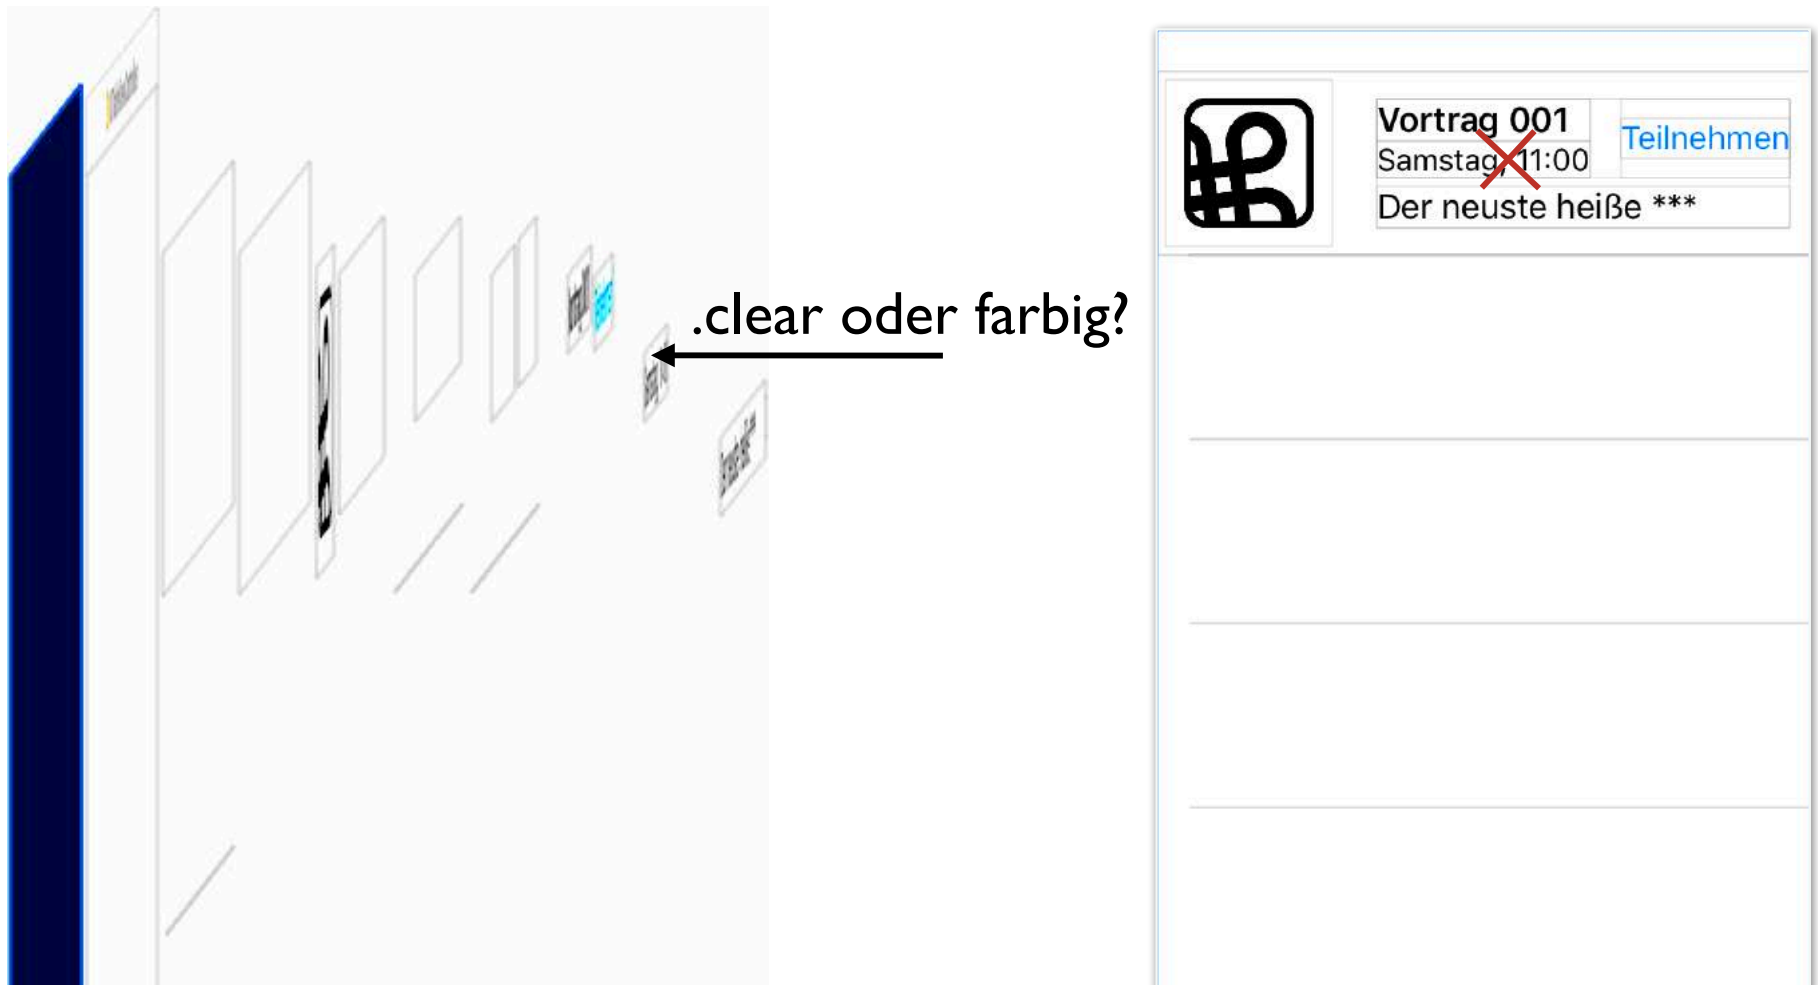 .clear oder farbig?
Vortrag 001
Teilnehmen
Samstag, 11:00
Der neuste heiße ***